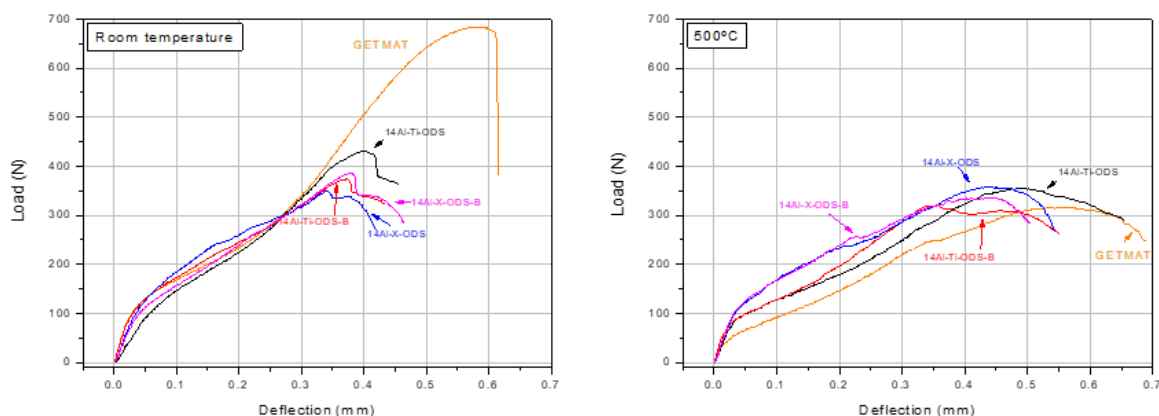 Room temperature
GETMAT
14Al-Ti-ODS
14Al-X-ODS-B
14Al-Ti-ODS-B
14Al-X-ODS
700
600
500
400
300
200
100
0
Load (N)
0.0 0.1 0.2 0.3 0.4 0.5 0.6 0.7
Deflection (mm)
500ºC
14Al-X-ODS
14Al-Ti-ODS
14Al-X-ODS-B
14Al-Ti-ODS-B
GETMAT
700
600
500
400
300
200
100
0
Load (N)
0.0 0.1 0.2 0.3 0.4 0.5 0.6 0.7
Deflection (mm)